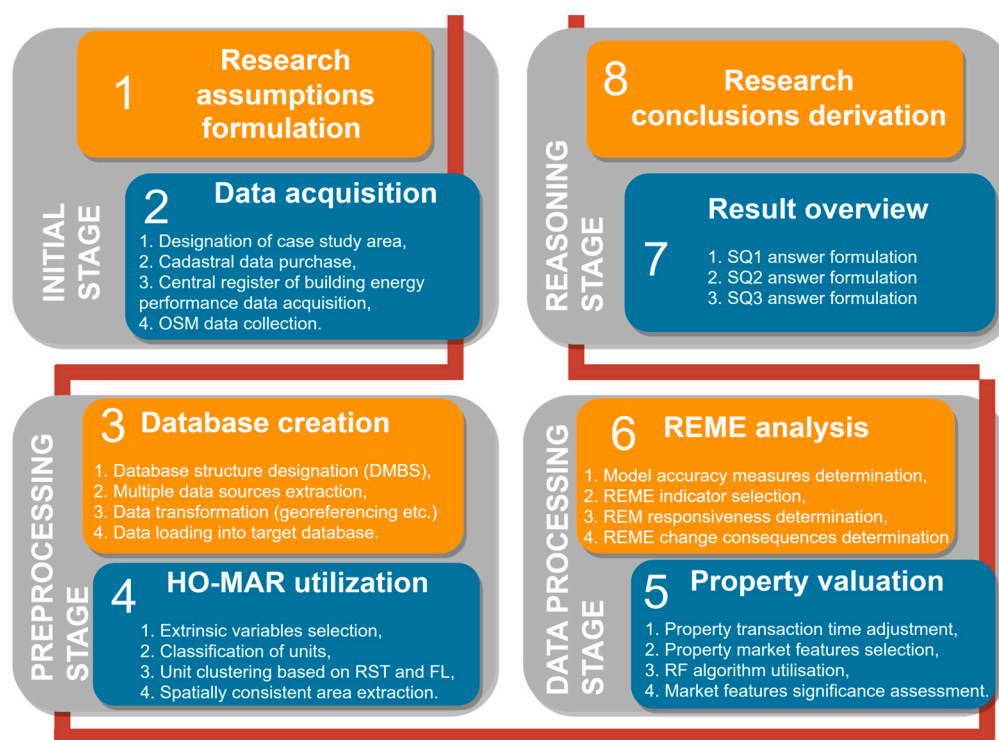 INITIAL
STAGE
1
Research
assumptions
formulation
2
Data acquisition
1. Designation of case study area,
2. Cadastral data purchase,
3. Central register of building energy
performance data acquisition,
4. OSM data collection.
PREPROCESSING
STAGE
3
Database creation
1. Database structure designation (DMBS),
2. Multiple data sources extraction,
3. Data transformation (georeferencing etc.)
4. Data loading into target database.
4
HO-MAR utilization
1. Extrinsic variables selection,
2. Classification of units,
3. Unit clustering based on RST and FL,
4. Spatially consistent area extraction.
DATA PROCESSING
STAGE
5
Property valuation
1. Property transaction time adjustment,
2. Property market features selection,
3. RF algorithm utilisation,
4. Market features significance assessment.
6
REME analysis
1. Model accuracy measures determination,
2. REME indicator selection,
3. REM responsiveness determination,
4. REME change consequences determination
REASONING
STAGE
7
Result overview
1. SQ1 answer formulation
2. SQ2 answer formulation
3. SQ3 answer formulation
8
Research
conclusions derivation